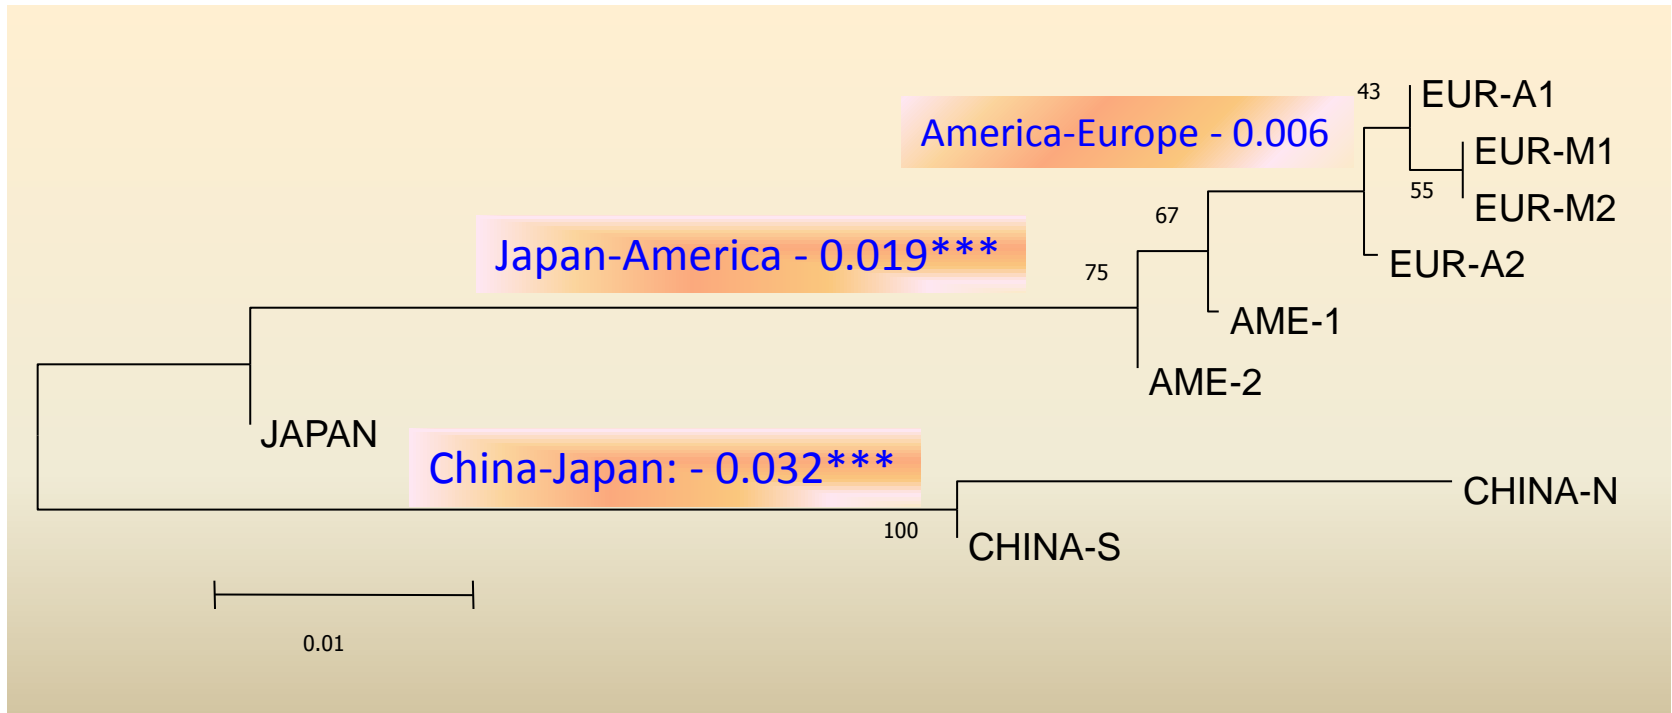 43
EUR-A1
America-Europe - 0.006
EUR-M1
55
EUR-M2
67
Japan-America - 0.019***
EUR-A2
75
AME-1
AME-2
JAPAN
China-Japan: - 0.032***
CHINA-N
100
CHINA-S
0.01